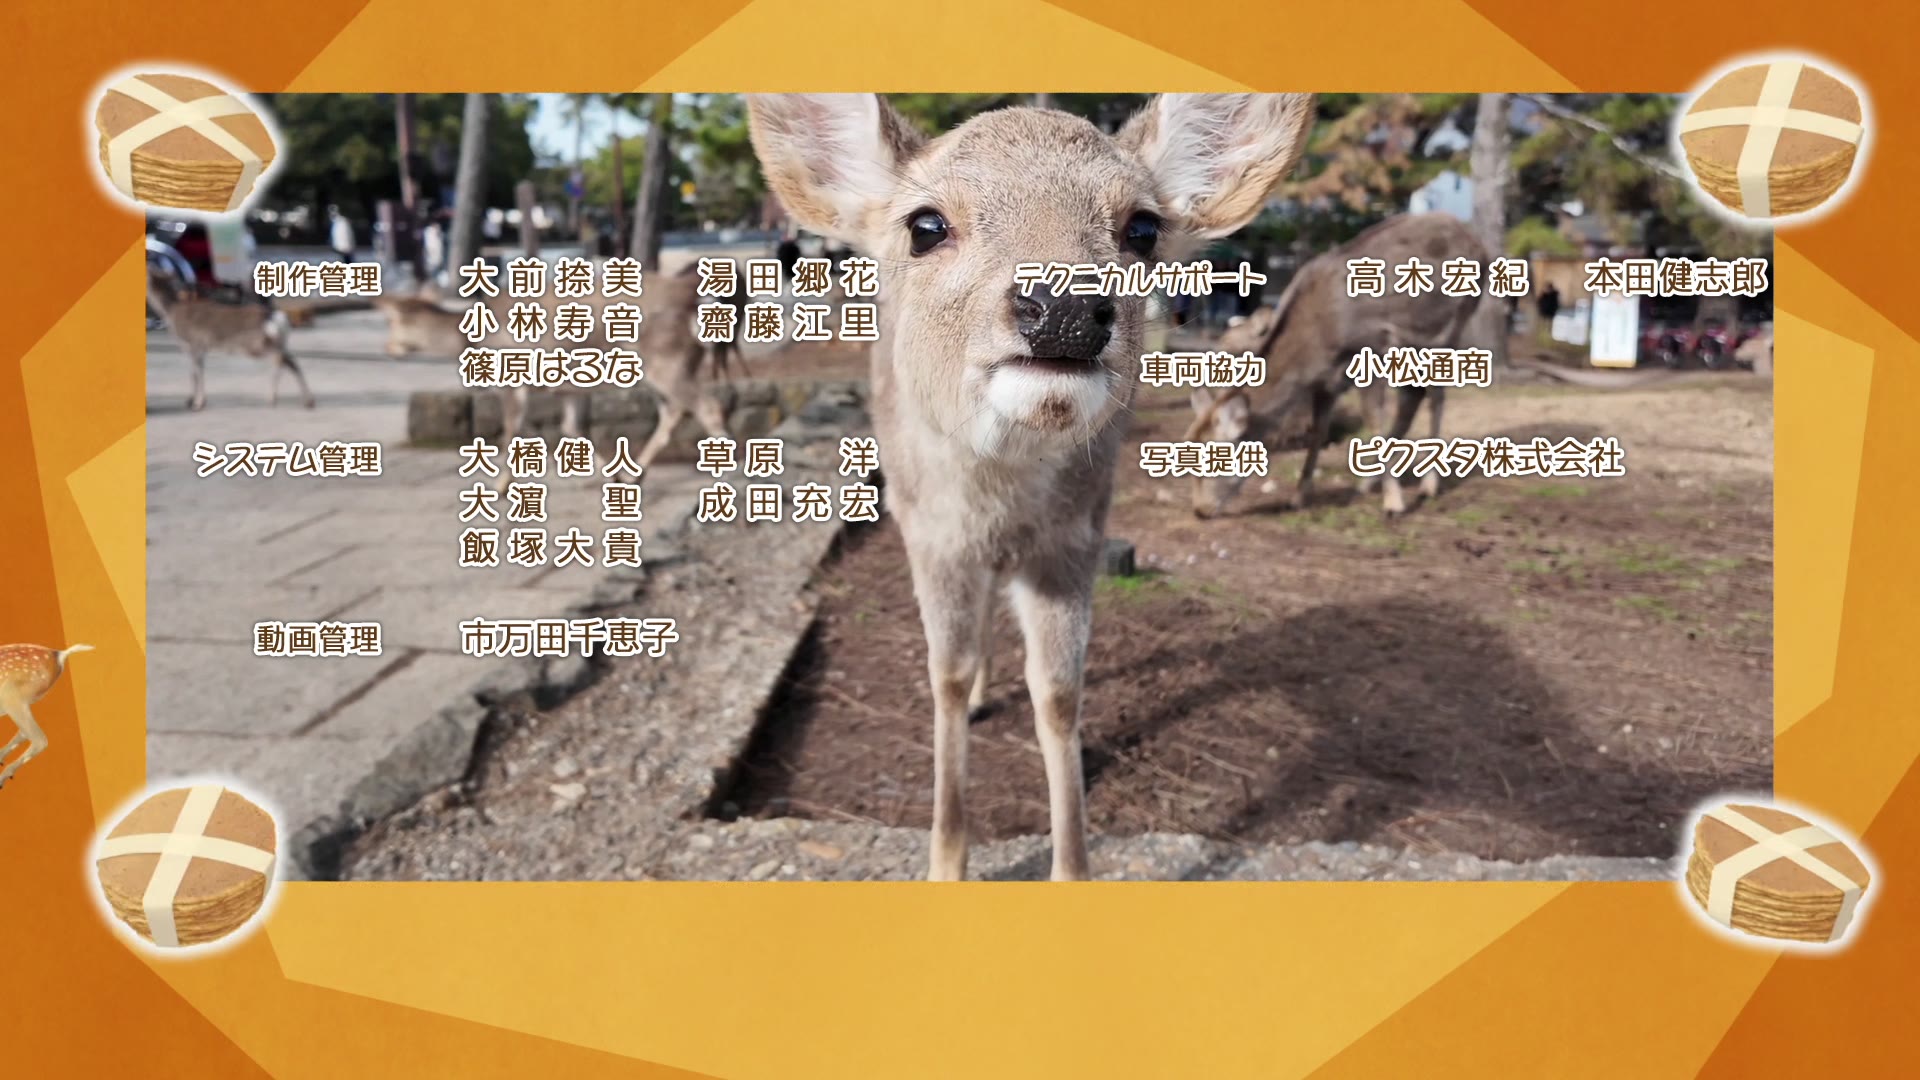 制作管理 大前捺美 湯田郷花
小林寿音 齋藤江里
篠原はるな
システム管理 大橋健人 草原 洋
大濵 聖 成田充宏
飯塚大貴
動画管理 市万田千恵子
テクニカルサポート 高木宏紀 本田健志郎
車両協力 小松通商
写真提供 ピクスタ株式会社